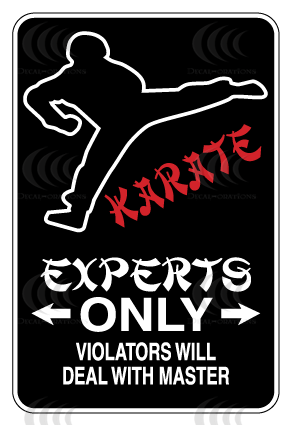 KARATE
EXPERTS
ONLY
VIOLATORS WILL
DEAL WITH MASTER